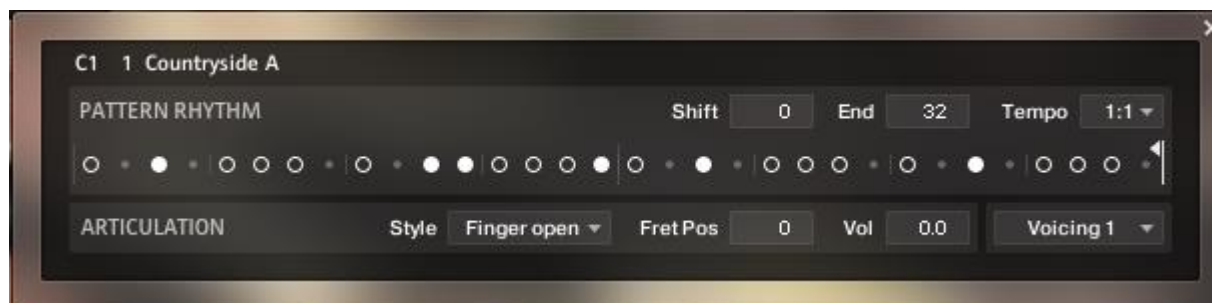 C1 1 Countryside A
PATTERN RHYTHM Shift 0 End 32 Tempo 1:1
ARTICULATION Style Finger open Fret Pos 0 Vol 0.0 Voicing 1